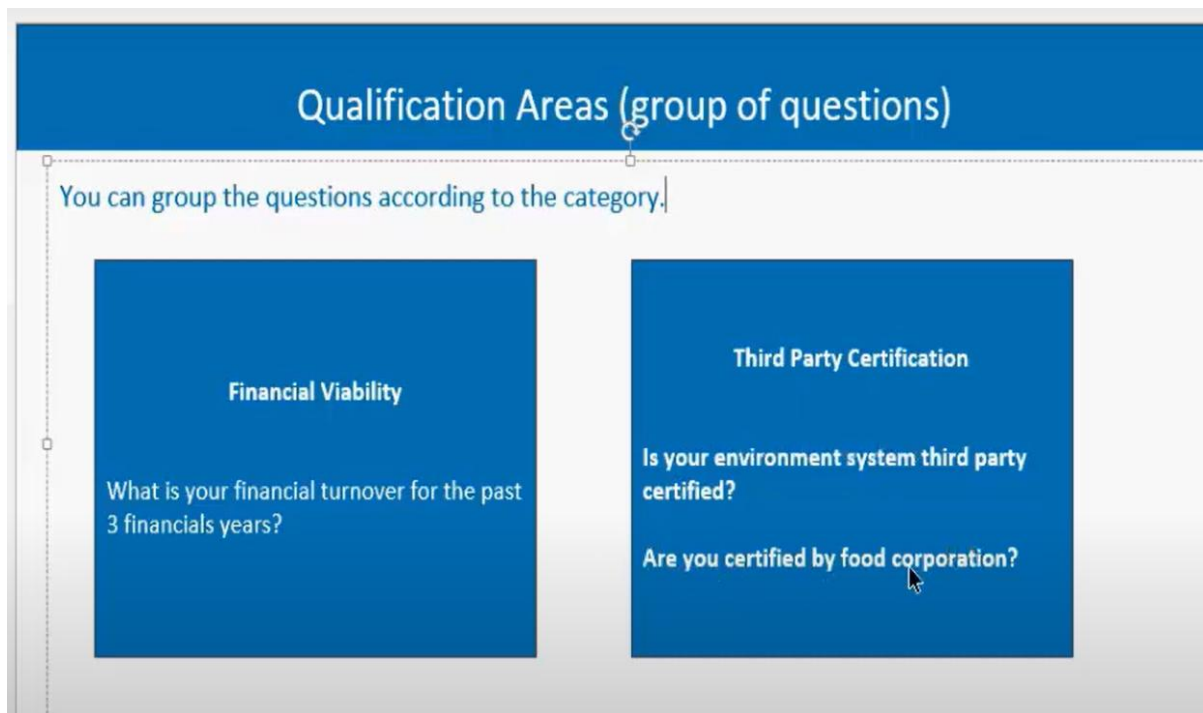 Qualification Areas (group of questions)
You can group the questions according to the category.
Financial Viability
What is your financial turnover for the past
3 financials years?
Third Party Certification
Is your environment system third party
certified?
Are you certified by food corporation?